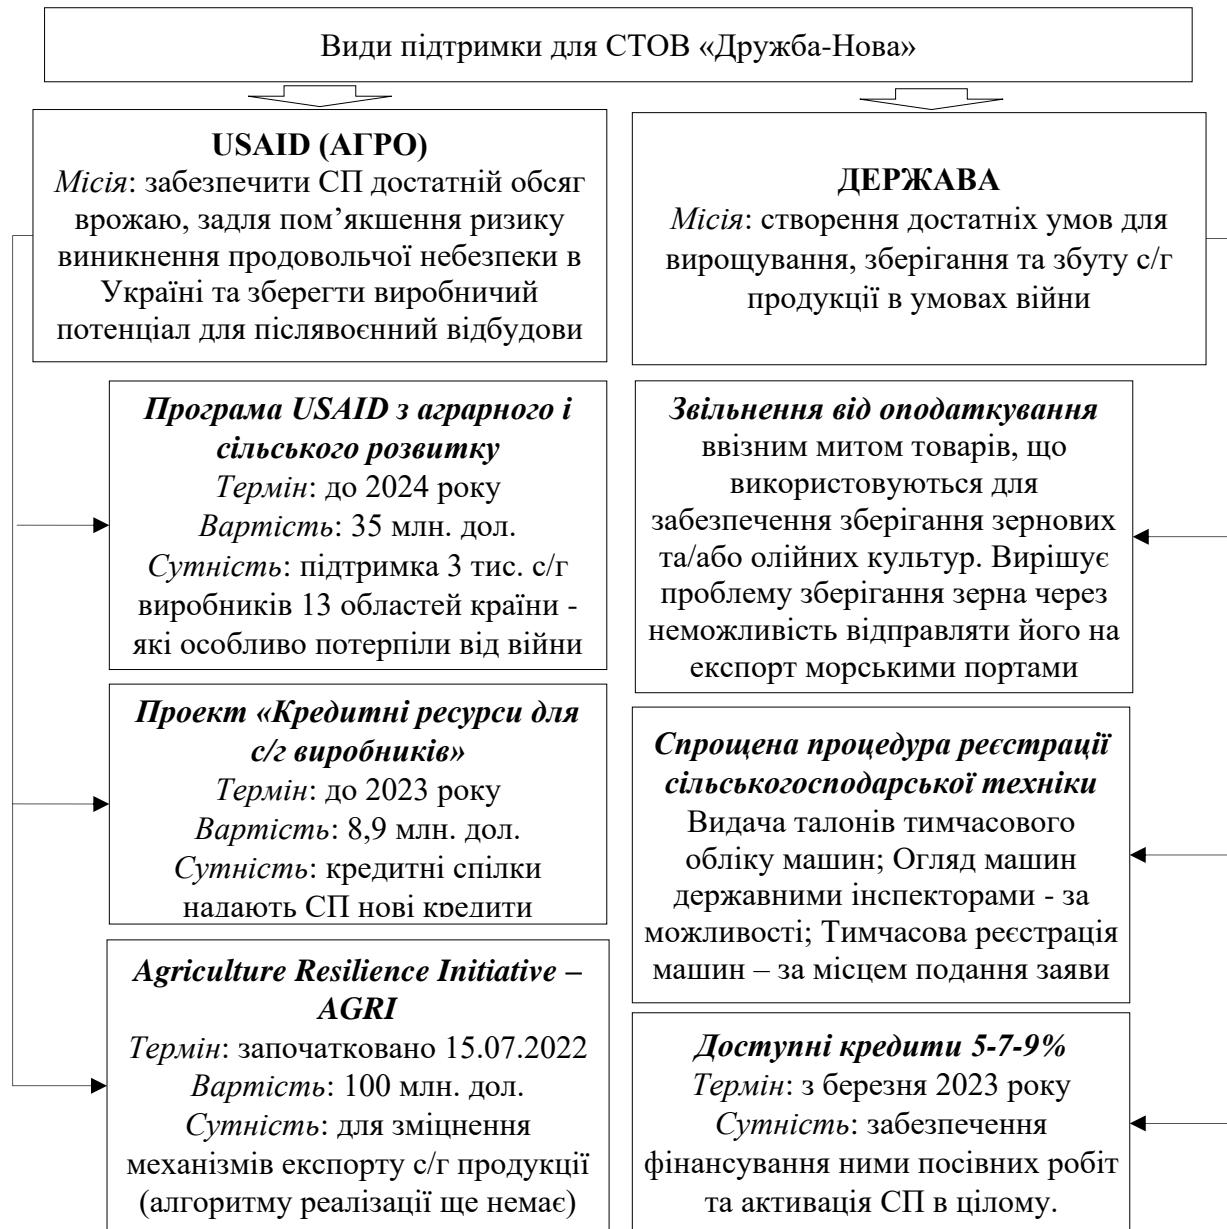 Види підтримки для СТОВ «Дружба-Нова»
USAID (АГРО)
Місія: забезпечити СП достатній обсяг
врожаю, задля пом’якшення ризику
виникнення продовольчої небезпеки в
Україні та зберегти виробничий
потенціал для післявоєнний відбудови
ДЕРЖАВА
Місія: створення достатніх умов для
вирощування, зберігання та збуту с/г
продукції в умовах війни
Програма USAID з аграрного і
сільського розвитку
Термін: до 2024 року
Вартість: 35 млн. дол.
Сутність: підтримка 3 тис. с/г
виробників 13 областей країни -
які особливо потерпіли від війни
Проект «Кредитні ресурси для
с/г виробників»
Термін: до 2023 року
Вартість: 8,9 млн. дол.
Сутність: кредитні спілки
надають СП нові кредити
Agriculture Resilience Initiative –
AGRI
Термін: започатковано 15.07.2022
Вартість: 100 млн. дол.
Сутність: для зміцнення
механізмів експорту с/г продукції
(алгоритму реалізації ще немає)
Звільнення від оподаткування
ввізним митом товарів, що
використовуються для
забезпечення зберігання зернових
та/або олійних культур. Вирішує
проблему зберігання зерна через
неможливість відправляти його на
експорт морськими портами
Спрощена процедура реєстрації
сільськогосподарської техніки
Видача талонів тимчасового
обліку машин; Огляд машин
державними інспекторами - за
можливості; Тимчасова реєстрація
машин – за місцем подання заяви
Доступні кредити 5-7-9%
Термін: з березня 2023 року
Сутність: забезпечення
фінансування ними посівних робіт
та активація СП в цілому.